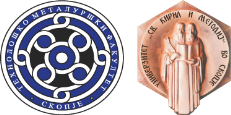 ТЕХНОЛОШКО МЕТАЛУРШКИ ФАКУЛТЕТ
СКОПЈЕ
УНИВЕРЗИТЕТ СВ. КИРИЛ И МЕТОДИЈ ВО СКОПЈЕ